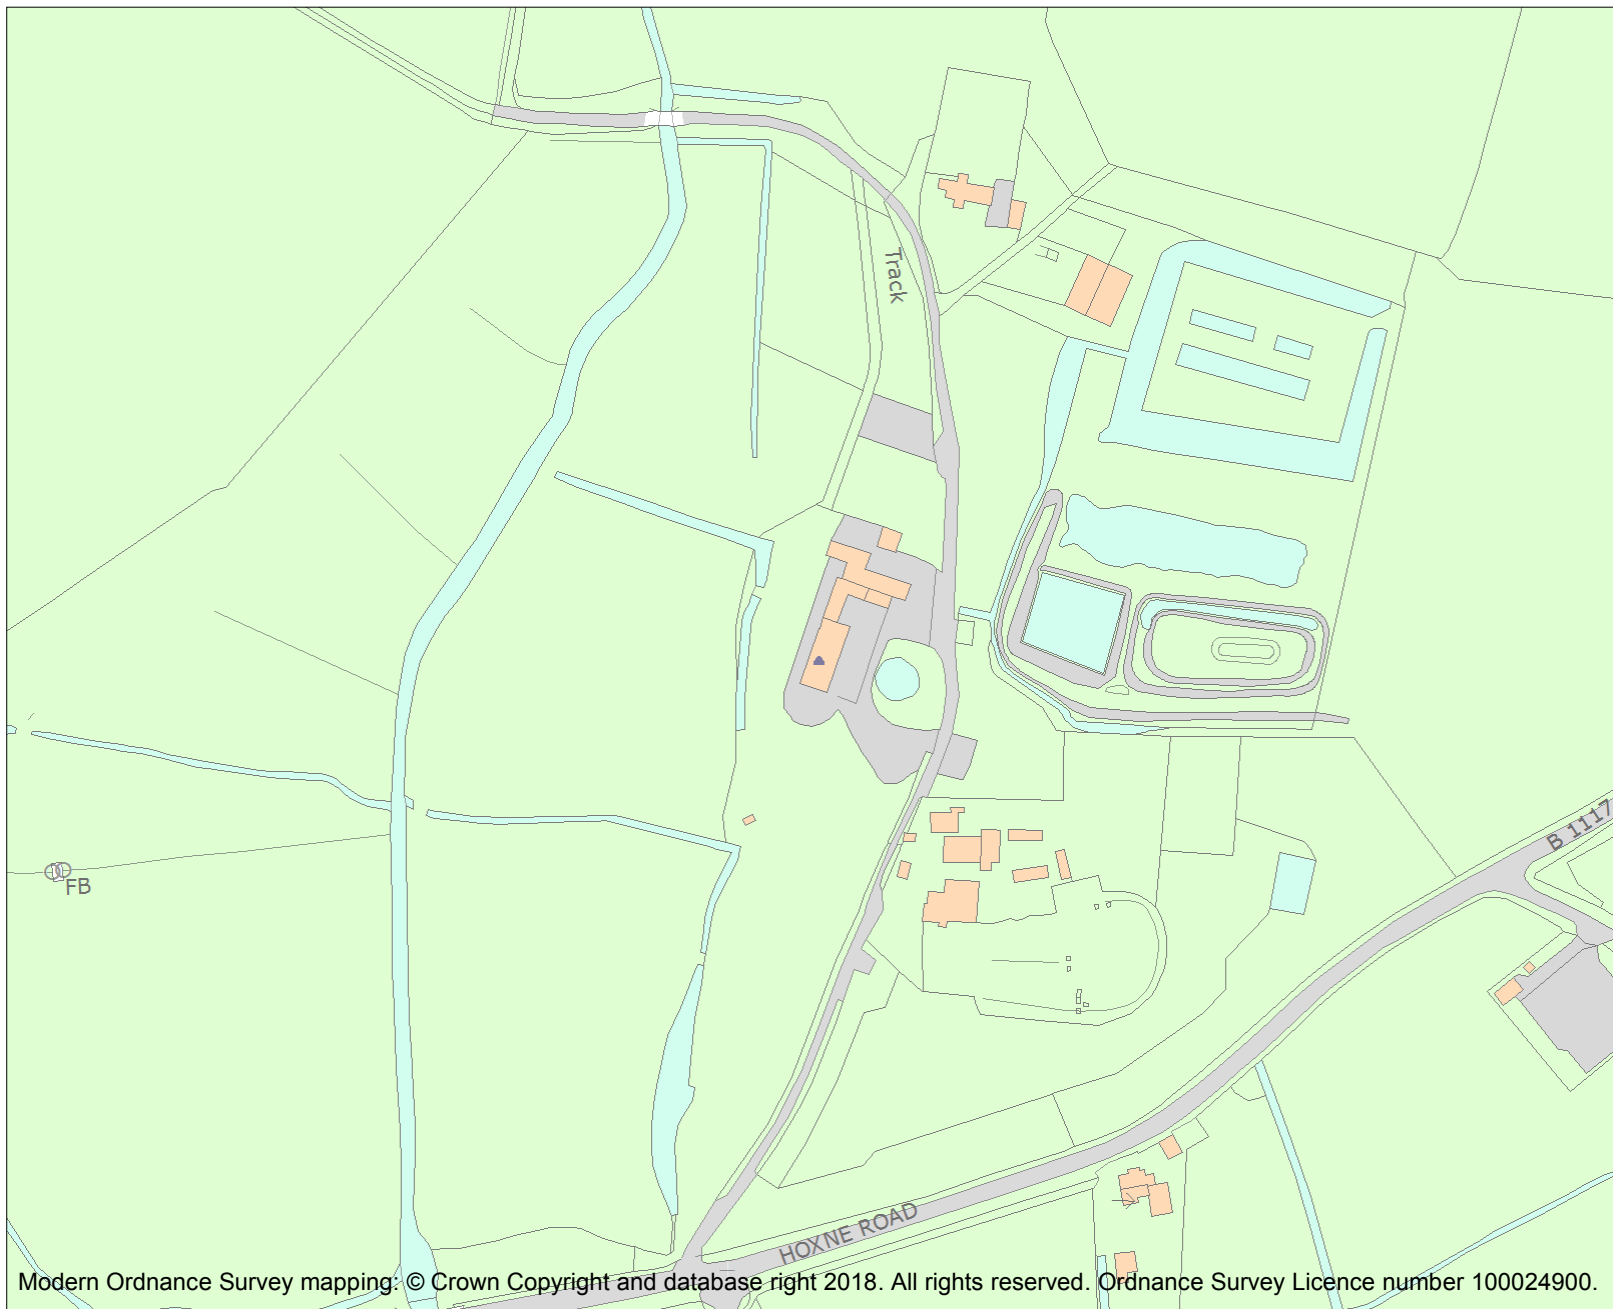 Track
B 1117
FB
HOXNE ROAD
Modern Ordnance Survey mapping: © Crown Copyright and database right 2018. All rights reserved. Ordnance Survey Licence number 100024900.